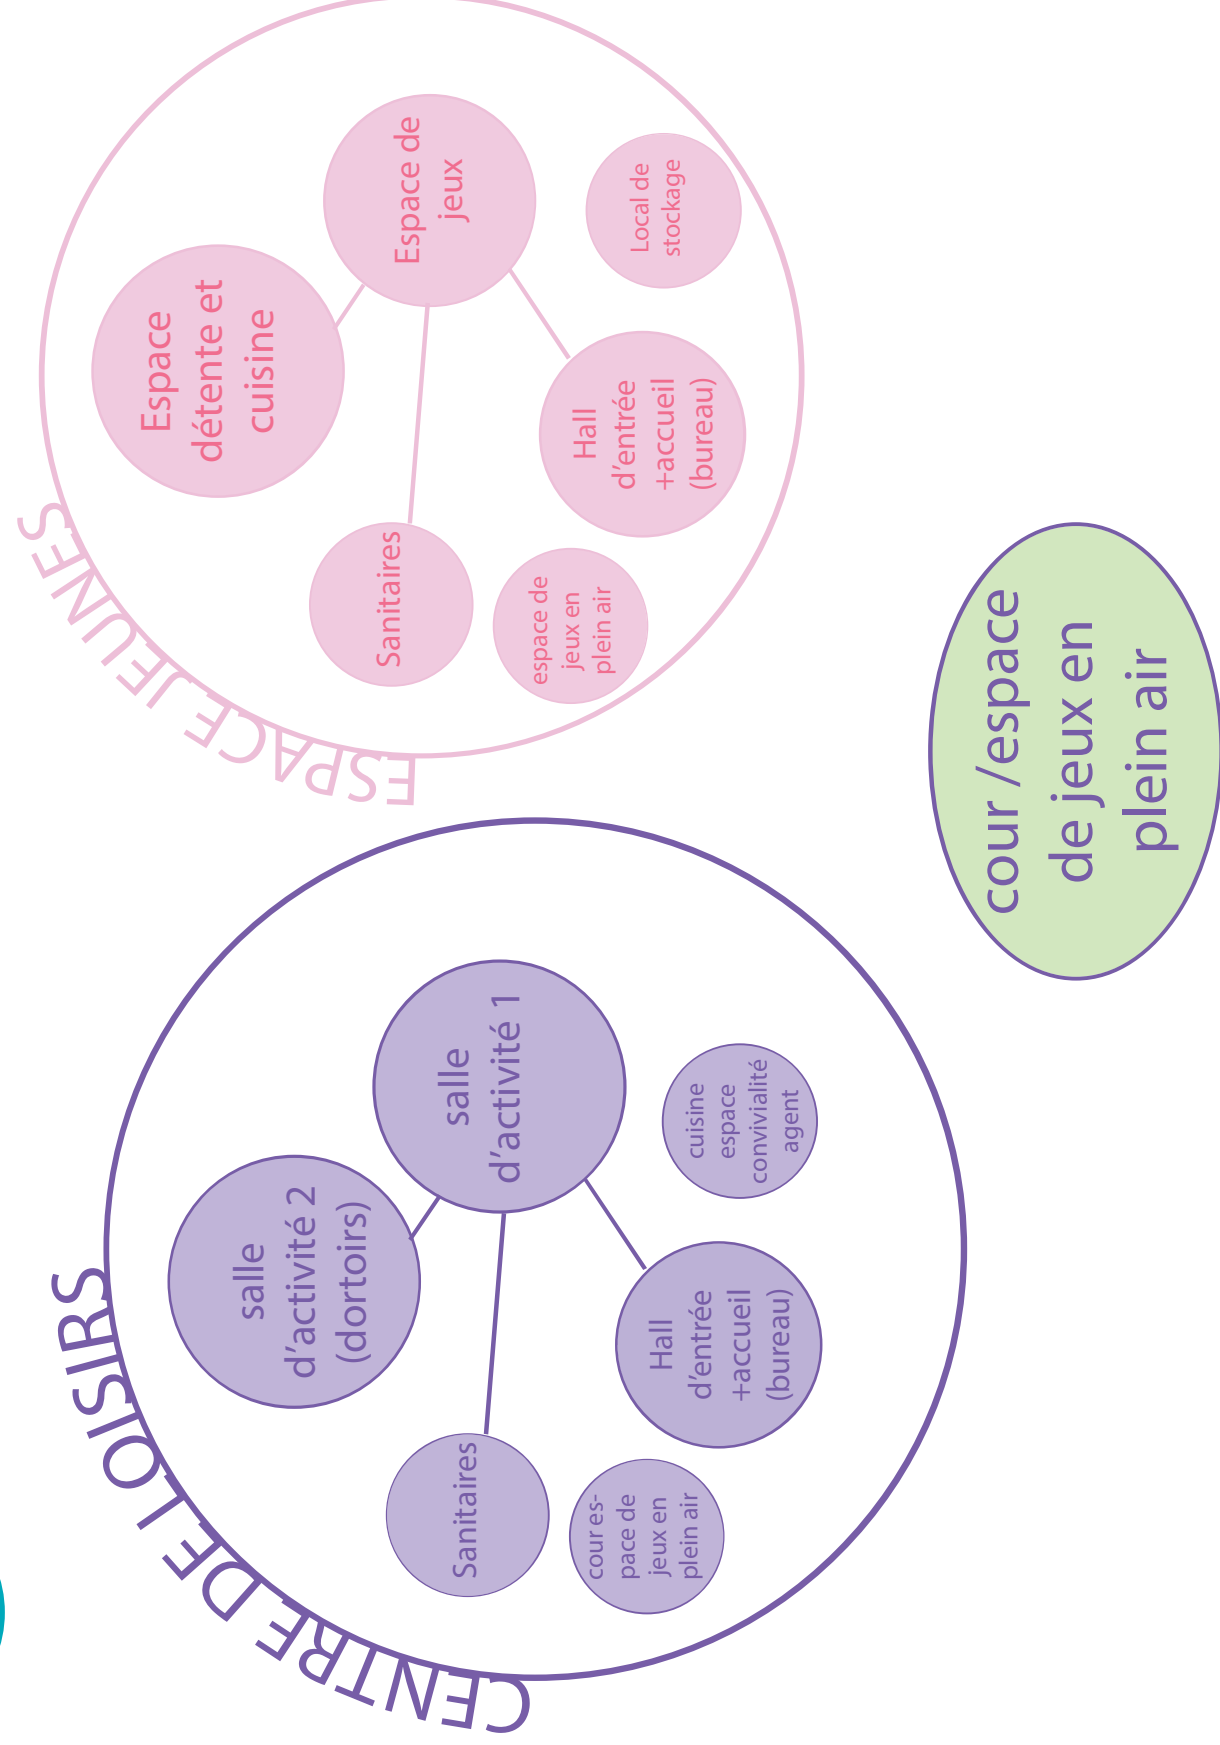 CENTRE DE LOISIRS
salle
d’activité 2
(dortoirs)
salle
d’activité 1
Sanitaires
cour es-
pace de
jeux en
plein air
Hall
d’entrée
+accueil
(bureau)
cuisine
espace
convivialité
agent
ESPACE JEUNES
Espace
détente et
cuisine
Espace de
jeux
Sanitaires
espace de
jeux en
plein air
Hall
d’entrée
+accueil
(bureau)
Local de
stockage
cour /espace
de jeux en
plein air